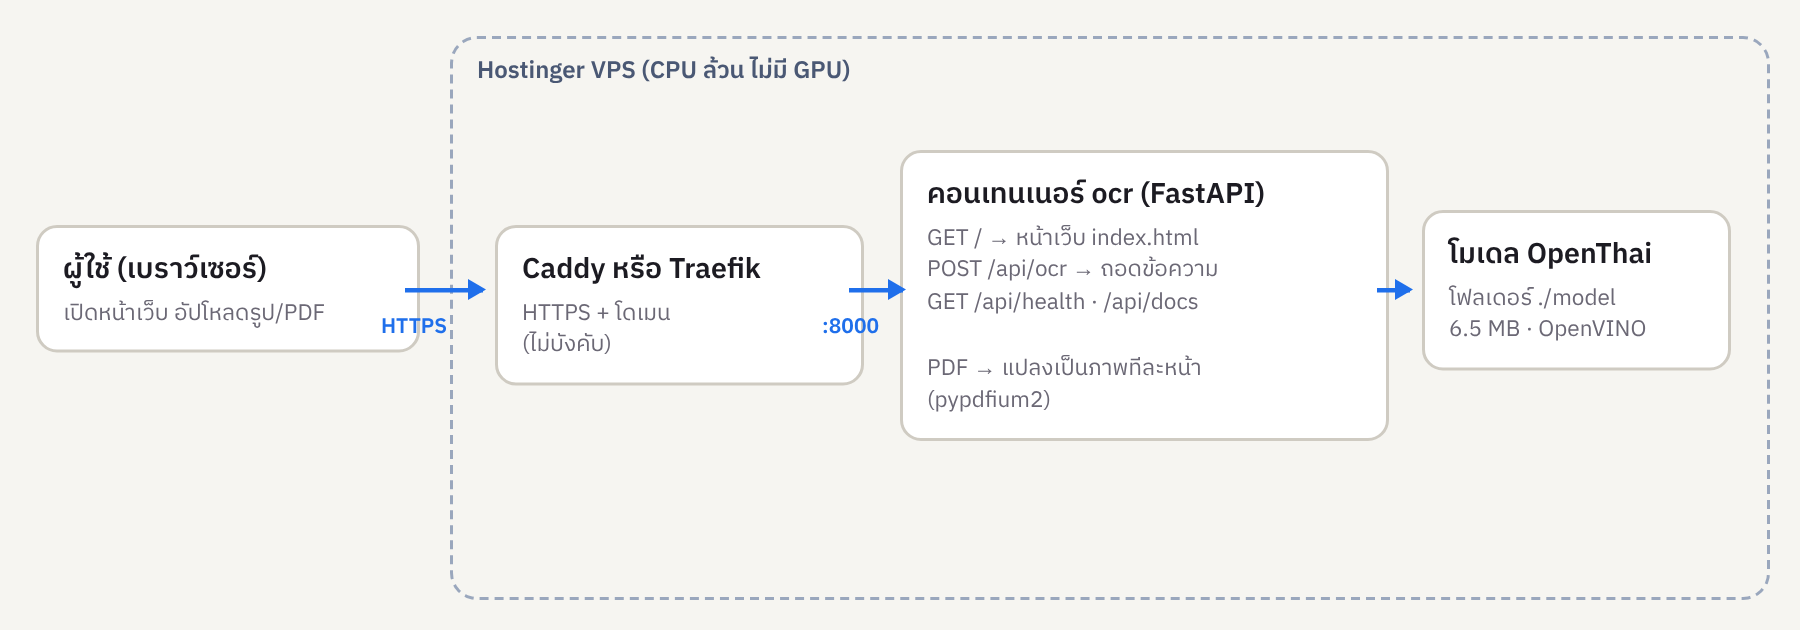 Hostinger VPS (CPU ล้วน ไม่มี GPU)
ผู้ใช้ (เบราว์เซอร์)
เปิดหน้าเว็บ อัปโหลดรูป/PDF
HTTPS
Caddy หรือ Traefik
HTTPS + โดเมน
(ไม่บังคับ)
:8000
คอนเทนเนอร์ ocr (FastAPI)
GET / → หน้าเว็บ index.html
POST /api/ocr → ถอดข้อความ
GET /api/health · /api/docs
PDF → แปลงเป็นภาพทีละหน้า
(pypdfium2)
โมเดล OpenThai
โฟลเดอร์ ./model
6.5 MB · OpenVINO